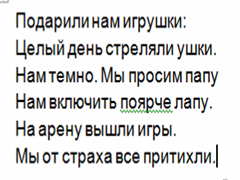 Подарили нам игрушки:
Целый день стреляли ушки.
Нам темно. Мы просим папу
Нам включить поярче лапу.
На арену вышли игры.
Мы от страха все притихли.